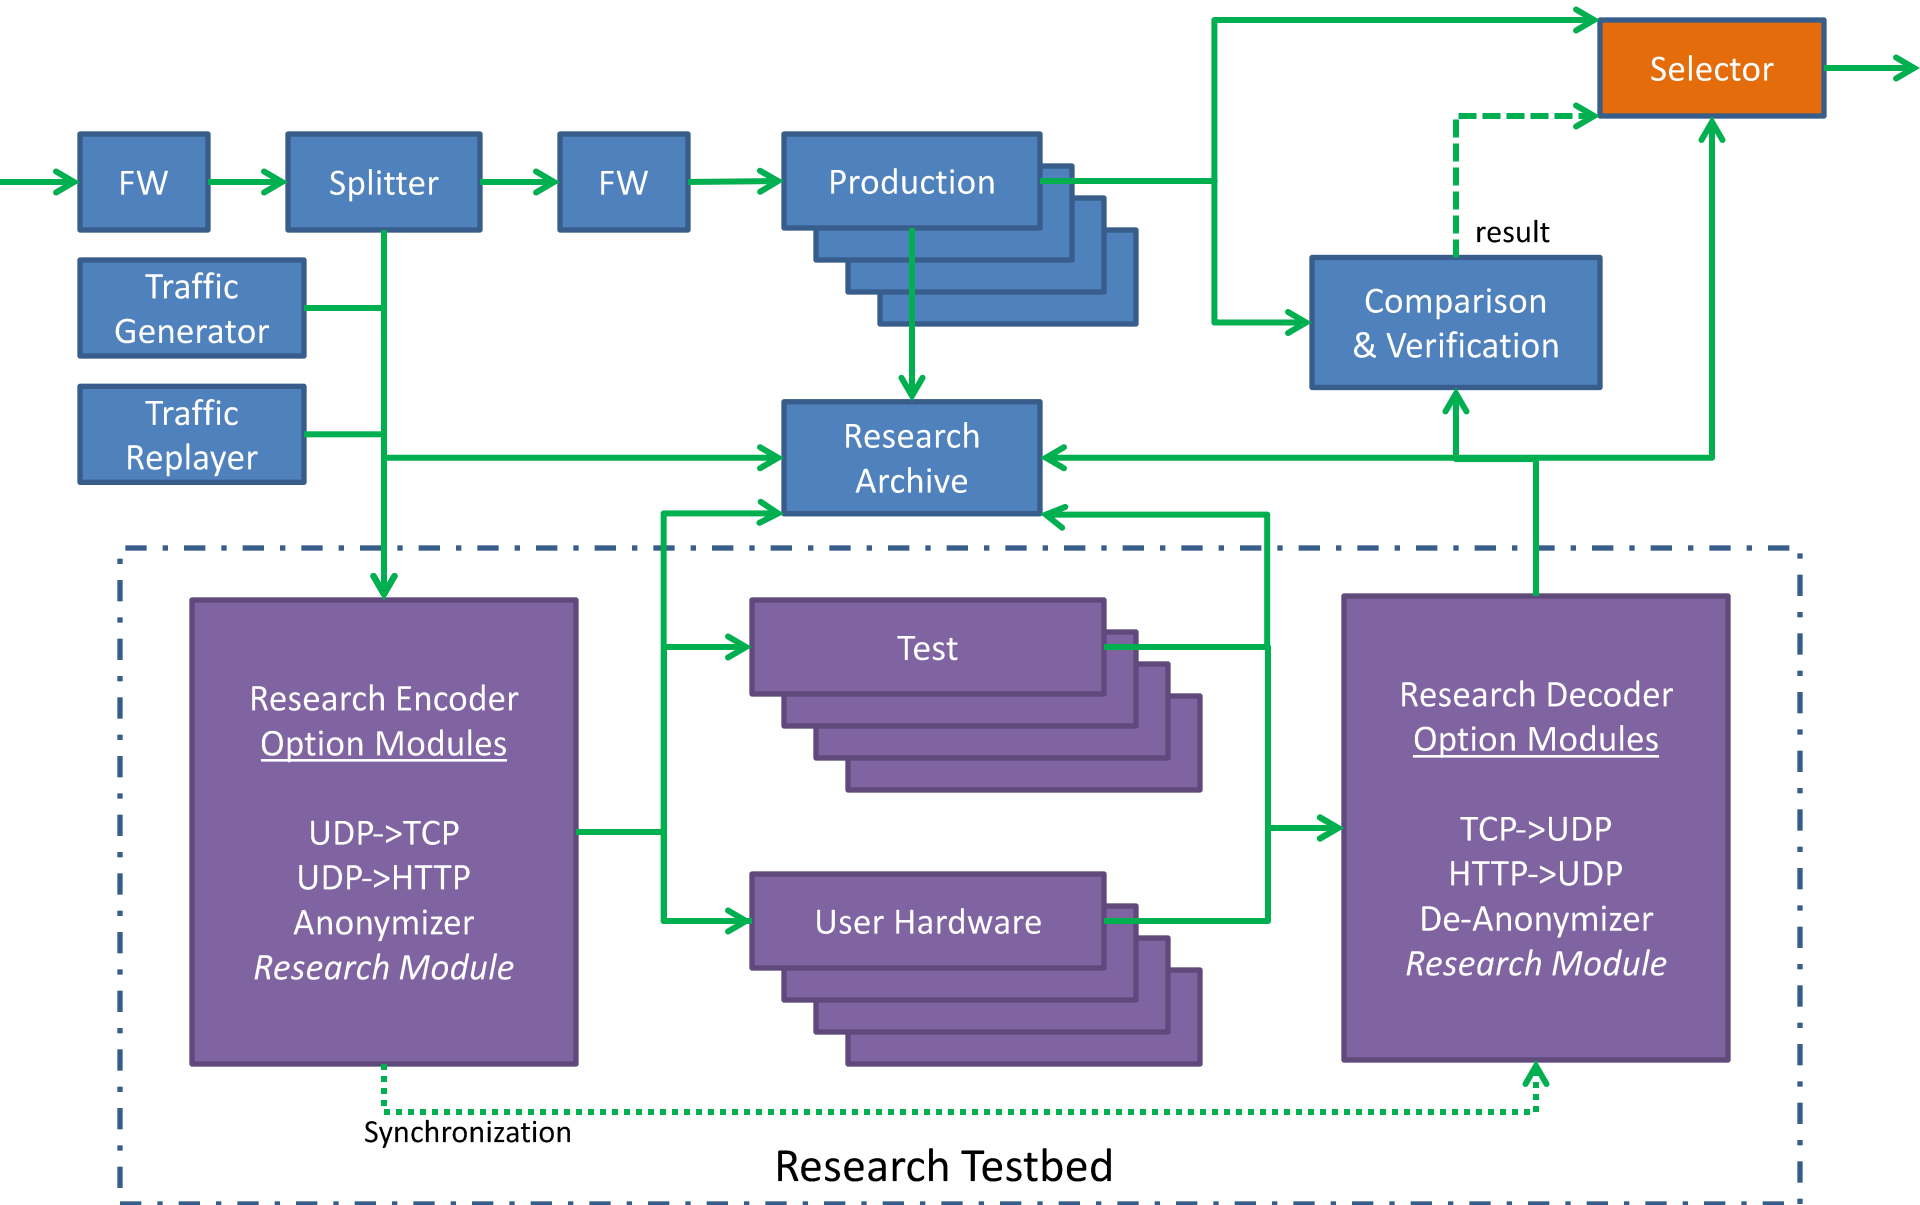 Selector
FW
Splitter
FW
Production
result
Traffic
Generator
Comparison
& Verification
Traffic
Replayer
Research
Archive
Research Encoder
Option Modules
UDP->TCP
UDP->HTTP
Anonymizer
Research Module
Test
User Hardware
Research Decoder
Option Modules
TCP->UDP
HTTP->UDP
De-Anonymizer
Research Module
Synchronization
Research Testbed